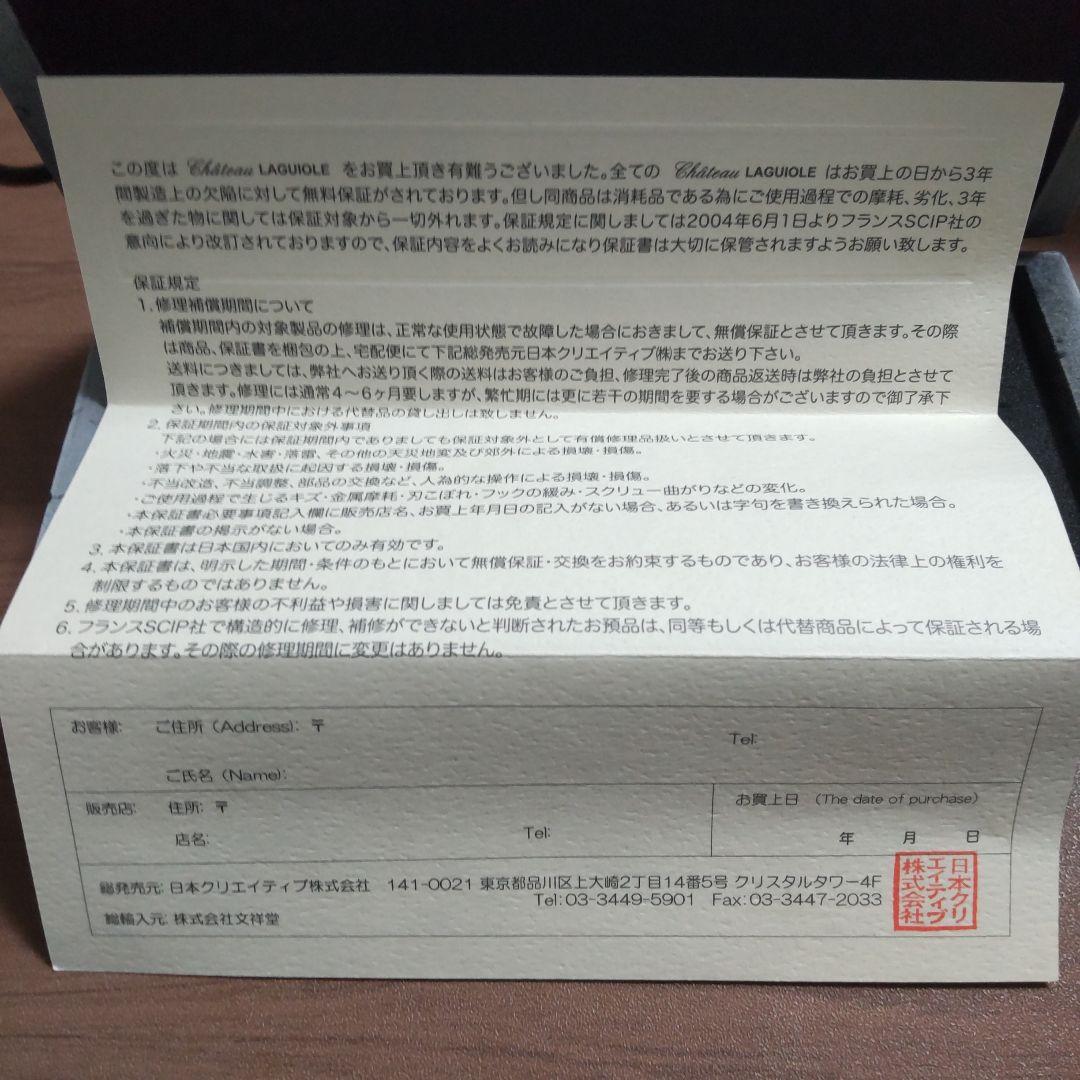 この度は Château LAGUIOLE をお買上頂き有難うございました。全ての Château LAGUIOLE はお買上の日から3年
間製造上の欠陥に対して無料保証がされております。但し同商品は消耗品である為にご使用過程での摩耗、劣化、3年
を過ぎた物に関しては保証対象から一切外れます。保証規定に関しましては2004年6月1日よりフランスSCIP社の
意向により改訂されておりますので、保証内容をよくお読みになり保証書は大切に保管されますようお願い致します。
保証規定
1.修理補償期間について
補償期間内の対象製品の修理は、正常な使用状態で故障した場合におきまして、無償保証とさせて頂きます。その際
は商品、保証書を梱包の上、宅配便にて下記総発売元日本クリエイティブ㈱までお送り下さい。
送料につきましては、弊社へお送り頂く際の送料はお客様のご負担、修理完了後の商品返送時は弊社の負担とさせて
頂きます。修理には通常4～6ヶ月要しますが、繁忙期には更に若干の期間を要する場合がございますので御了承下
さい。修理期間中における代替品の貸し出しは致しません。
2. 保証期間内の保証対象外事項
下記の場合には保証期間内でありましても保証対象外として有償修理品扱いとさせて頂きます。
・火災・地震・水害・落雷、その他の天災地変及び郊外による損壊・損傷。
・落下や不当な取扱に起因する損壊・損傷。
・不当改造、不当調整、部品の交換など、人為的な操作による損壊・損傷。
・ご使用過程で生じるキズ・金属摩耗・刃こぼれ・フックの緩み・スクリュー曲がりなどの変化。
・本保証書必要事項記入欄に販売店名、お買上年月日の記入がない場合、あるいは字句を書き換えられた場合。
・本保証書の掲示がない場合。
3. 本保証書は日本国内においてのみ有効です。
4. 本保証書は、明示した期間・条件のもとにおいて無償保証・交換をお約束するものであり、お客様の法律上の権利を
制限するものではありません。
5. 修理期間中のお客様の不利益や損害に関しましては免責とさせて頂きます。
6. フランスSCIP社で構造的に修理、補修ができないと判断されたお預品は、同等もしくは代替商品によって保証される場
合があります。その際の修理期間に変更はありません。
お客様: ご住所 (Address): 〒
Tel:
ご氏名 (Name):
販売店: 住所: 〒
お買上日 (The date of purchase)
店名:
Tel:
年 月 日
総発売元: 日本クリエイティブ株式会社 141-0021 東京都品川区上大崎2丁目14番5号 クリスタルタワー4F
Tel:03-3449-5901 Fax:03-3447-2033
総輸入元: 株式会社文祥堂
日本クリ
エイティブ
株式会社